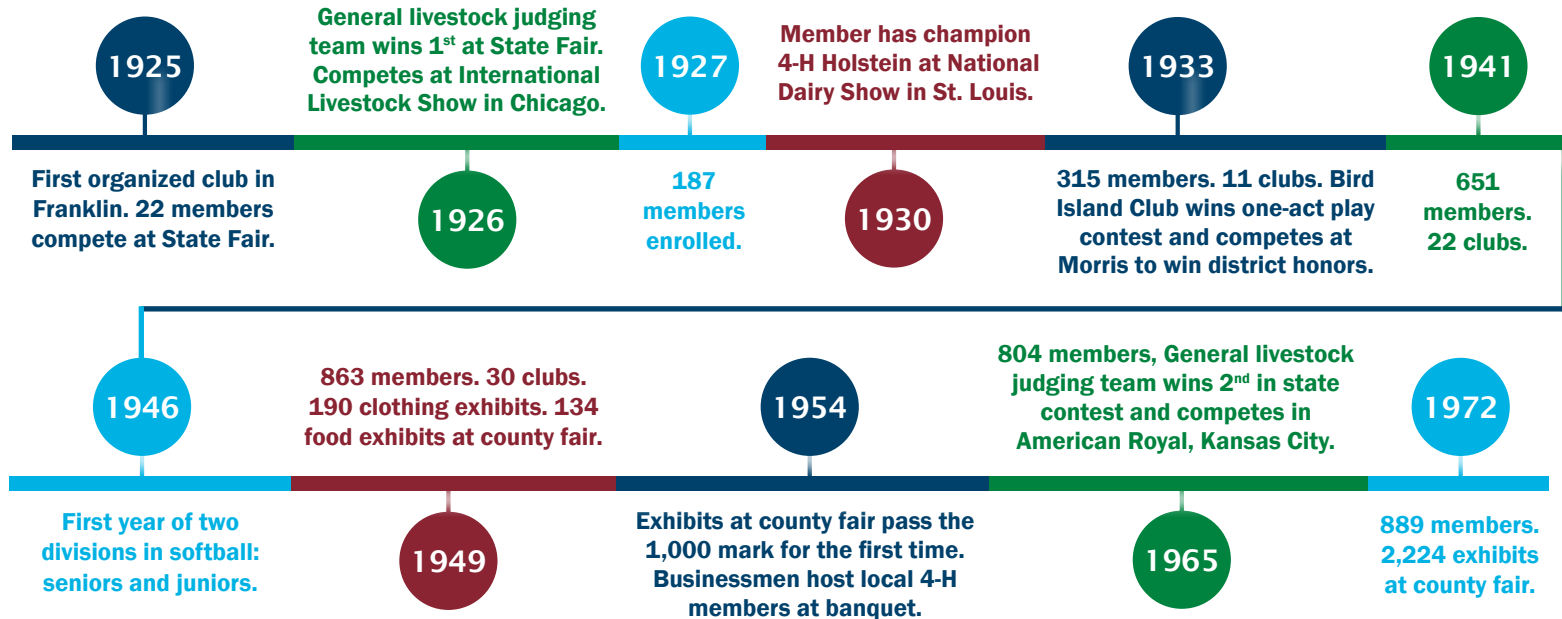 1925
First organized club in
Franklin. 22 members
compete at State Fair.
General livestock judging
team wins 1st at State Fair.
Competes at International
Livestock Show in Chicago.
1926
1927
187
members
enrolled.
Member has champion
4-H Holstein at National
Dairy Show in St. Louis.
1930
1933
315 members. 11 clubs. Bird
Island Club wins one-act play
contest and competes at
Morris to win district honors.
1941
651
members.
22 clubs.
1946
First year of two
divisions in softball:
seniors and juniors.
863 members. 30 clubs.
190 clothing exhibits. 134
food exhibits at county fair.
1949
1954
Exhibits at county fair pass the
1,000 mark for the first time.
Businessmen host local 4-H
members at banquet.
804 members, General livestock
judging team wins 2nd in state
contest and competes in
American Royal, Kansas City.
1965
1972
889 members.
2,224 exhibits
at county fair.